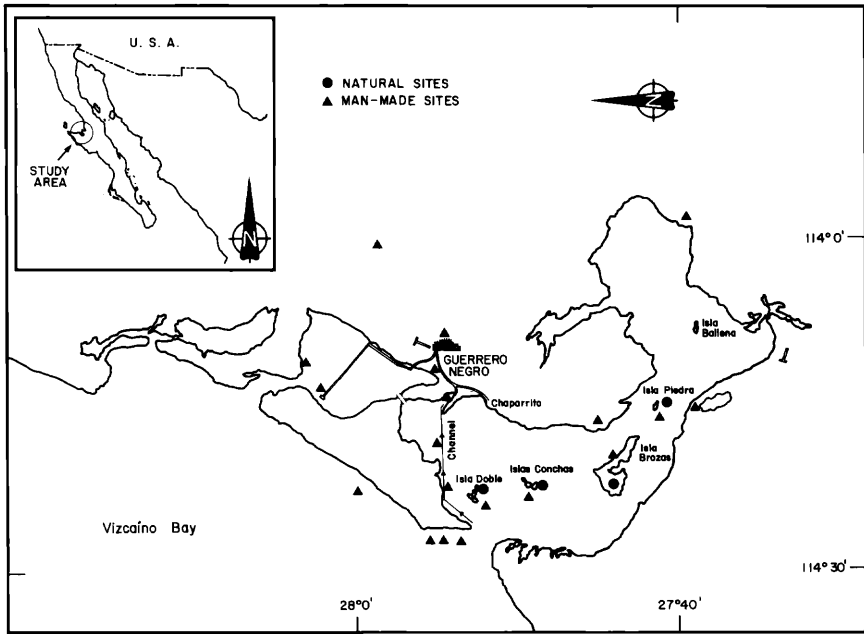 U. S. A.
STUDY
AREA
N
NATURAL SITES
MAN-MADE SITES
N
114°0'
Isla
Ballena
GUERRERO
NEGRO
Chaparrito
Isla Piedra
Channel
Isla
Brozas
Isla Doble
Islas Conchas
Vizcaíno Bay
114°30'
28°0'
27°40'